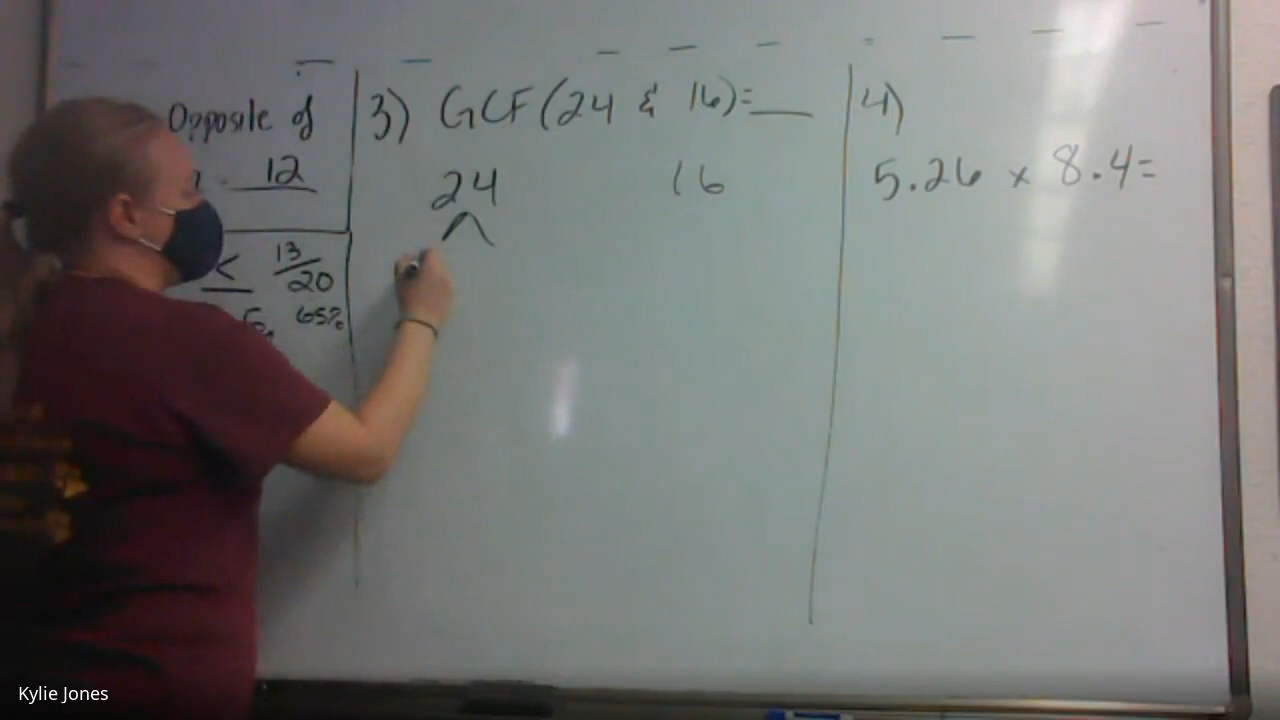 Opposite of
12
< 13/20
65%
3) GCF(24 & 16)=___
24 16
4)
5.26 x 8.4=
Kylie Jones